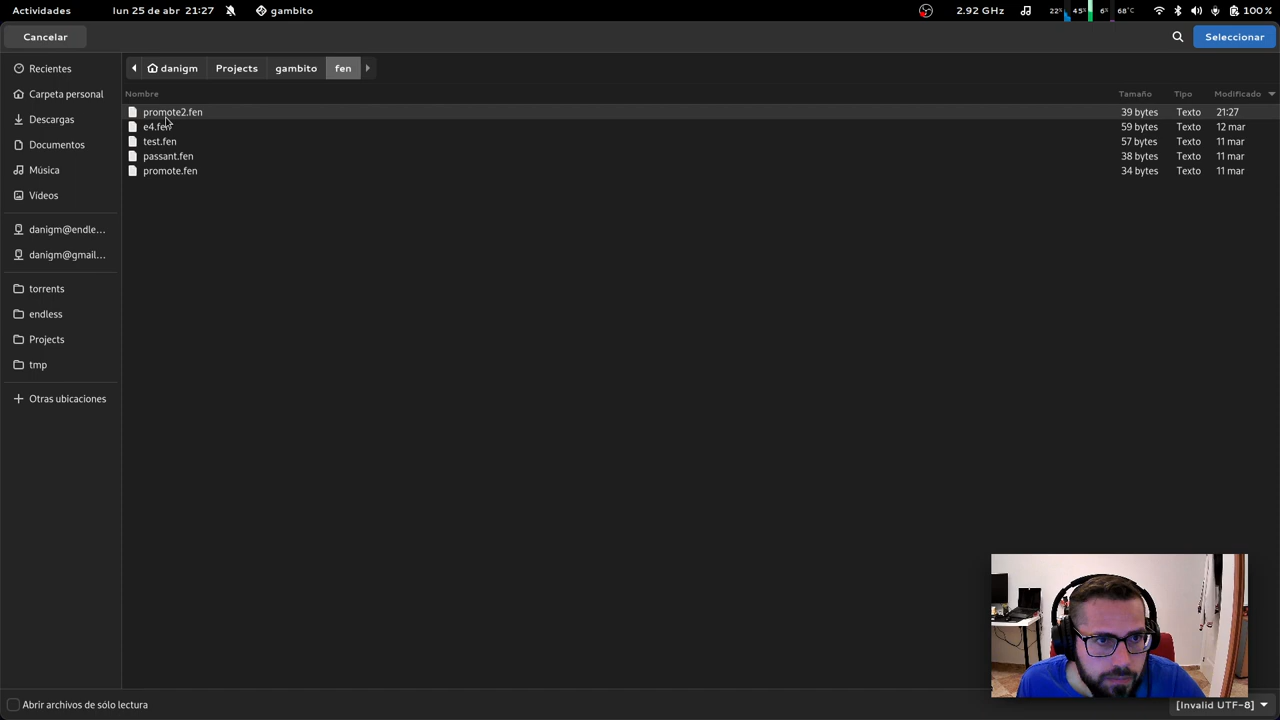 Actividades lun 25 de abr 21:27 gambito 2.92 GHz 22% 45% 6% 68°C 100 %
Cancelar Seleccionar
Recientes danigm Projects gambito fen
Carpeta personal Nombre Tamaño Tipo Modificado
promote2.fen 39 bytes Texto 21:27
Descargas e4.fen 59 bytes Texto 12 mar
test.fen 57 bytes Texto 11 mar
Documentos passant.fen 38 bytes Texto 11 mar
Música promote.fen 34 bytes Texto 11 mar
Vídeos
danigm@endle...
danigm@gmail...
torrents
endless
Projects
tmp
Otras ubicaciones
Abrir archivos de sólo lectura [Invalid UTF-8]